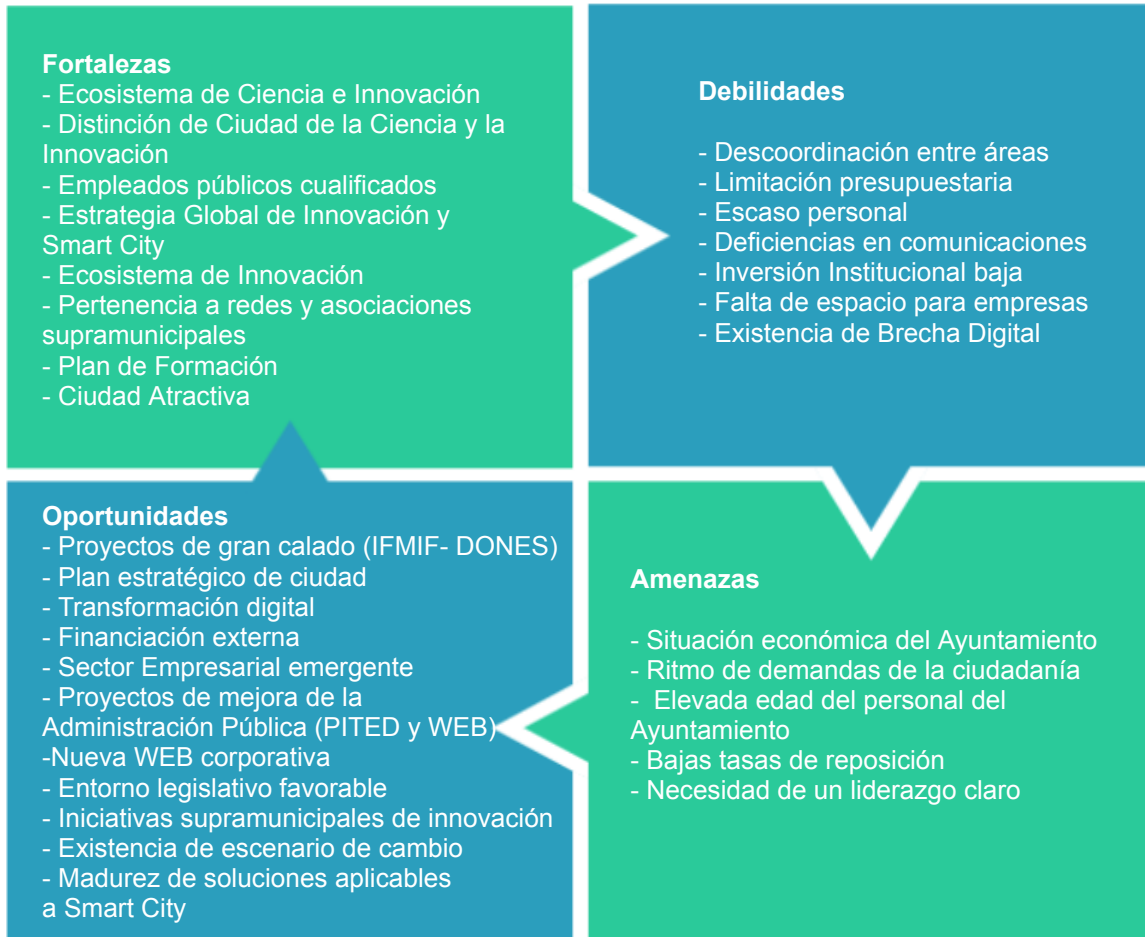 Fortalezas
- Ecosistema de Ciencia e Innovación
- Distinción de Ciudad de la Ciencia y la
Innovación
- Empleados públicos cualificados
- Estrategia Global de Innovación y
Smart City
- Ecosistema de Innovación
- Pertenencia a redes y asociaciones
supramunicipales
- Plan de Formación
- Ciudad Atractiva
Debilidades
- Descoordinación entre áreas
- Limitación presupuestaria
- Escaso personal
- Deficiencias en comunicaciones
- Inversión Institucional baja
- Falta de espacio para empresas
- Existencia de Brecha Digital
Oportunidades
- Proyectos de gran calado (IFMIF- DONES)
- Plan estratégico de ciudad
- Transformación digital
- Financiación externa
- Sector Empresarial emergente
- Proyectos de mejora de la
Administración Pública (PITED y WEB)
-Nueva WEB corporativa
- Entorno legislativo favorable
- Iniciativas supramunicipales de innovación
- Existencia de escenario de cambio
- Madurez de soluciones aplicables
a Smart City
Amenazas
- Situación económica del Ayuntamiento
- Ritmo de demandas de la ciudadanía
- Elevada edad del personal del
Ayuntamiento
- Bajas tasas de reposición
- Necesidad de un liderazgo claro